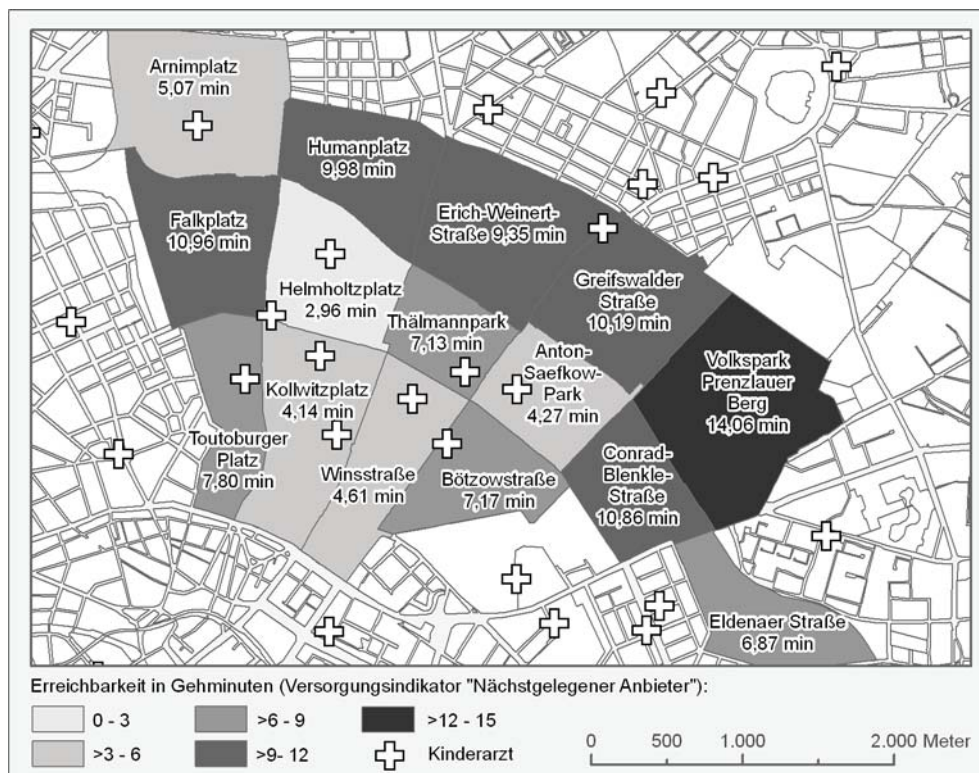 Arnimplatz
5,07 min
Humanplatz
9,98 min
Falkplatz
10,96 min
Erich-Weinert-
Straße 9,35 min
Helmholtzplatz
2,96 min
Greifswalder
Straße
10,19 min
Thälmannpark
7,13 min
Anton-
Saefkow-
Park
4,27 min
Volkspark
Prenzlauer
Berg
14,06 min
Kollwitzplatz
4,14 min
Toutoburger
Platz
7,80 min
Winsstraße
4,61 min
Bötzowstraße
7,17 min
Conrad-
Blenkle-
Straße
10,86 min
Eldenaer Straße
6,87 min
Erreichbarkeit in Gehminuten (Versorgungsindikator "Nächstgelegener Anbieter"):
0 - 3
>6 - 9
>12 - 15
>3 - 6
>9- 12
Kinderarzt
0 500 1.000 2.000 Meter